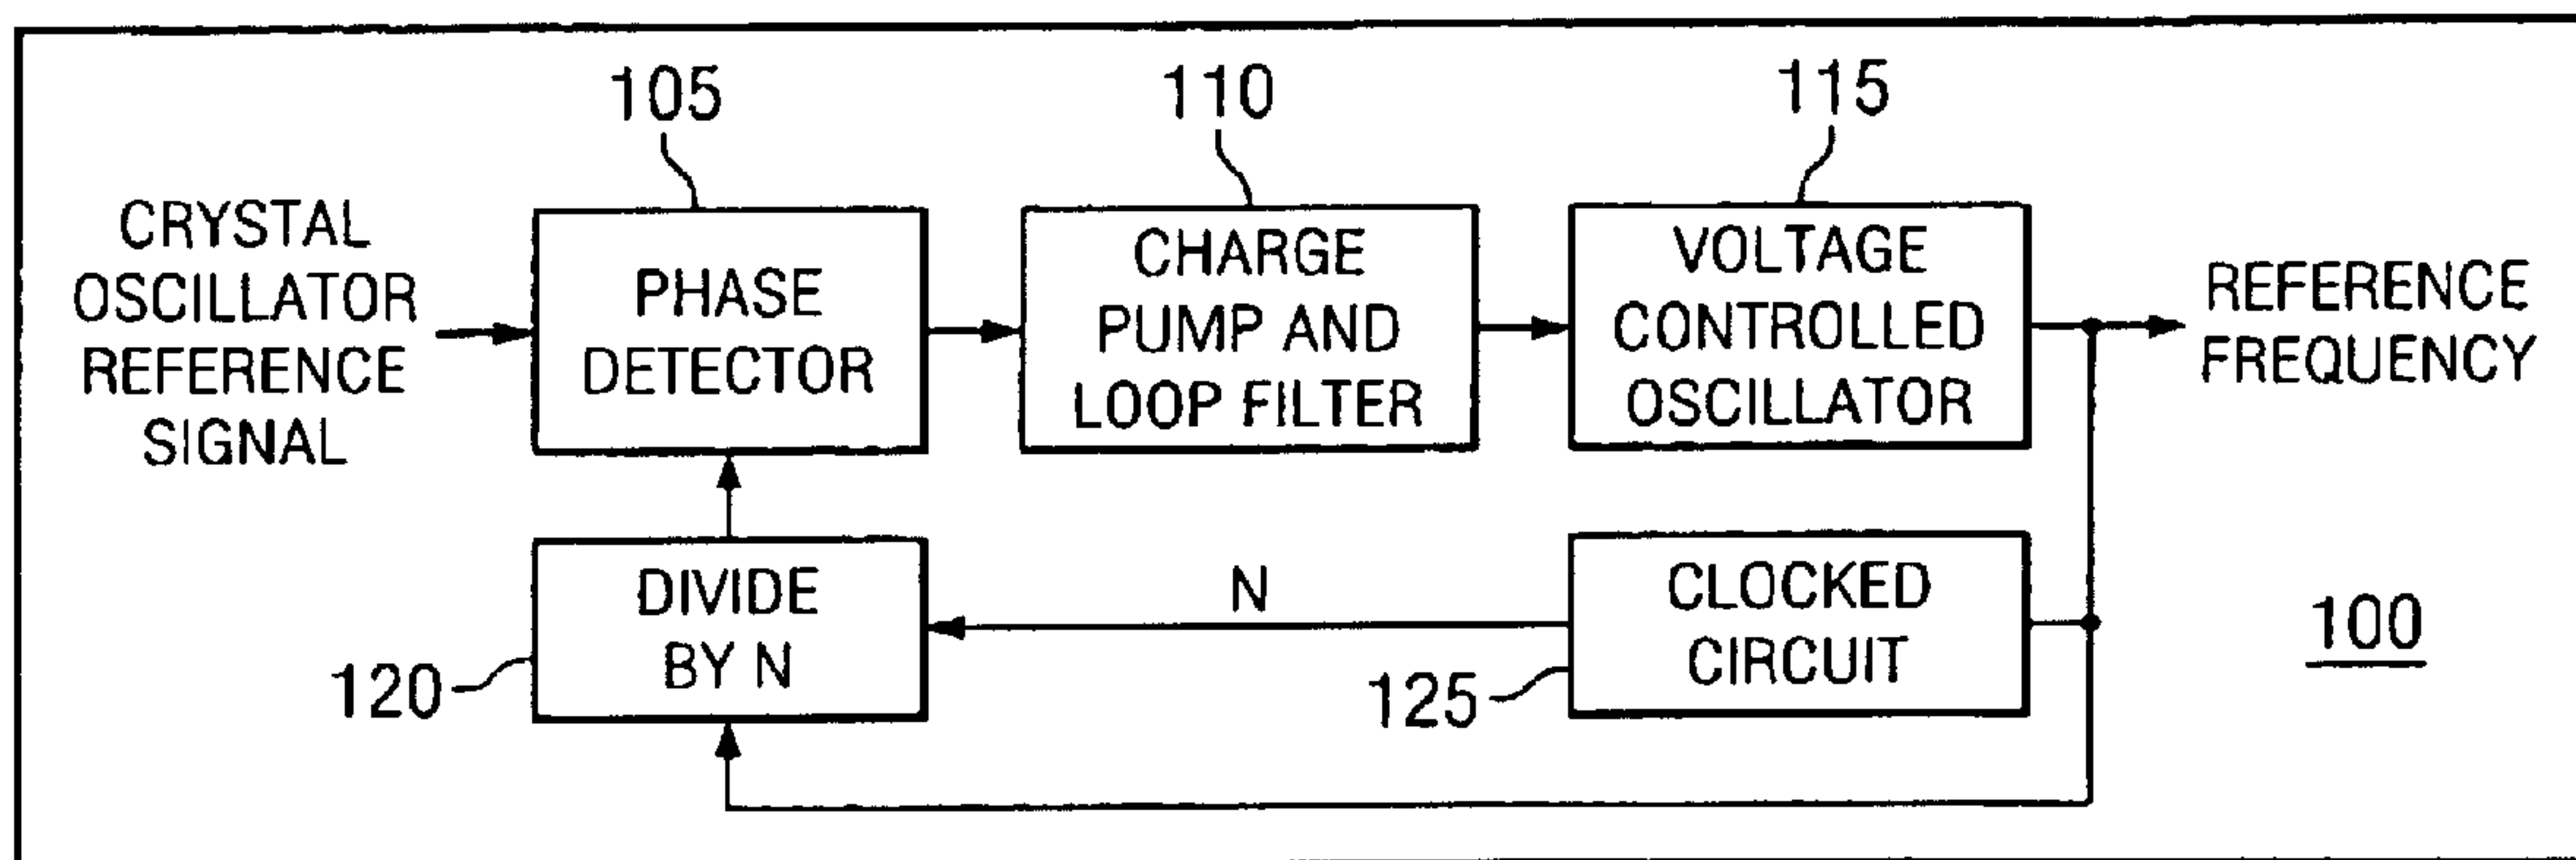 105
110
115
CRYSTAL
OSCILLATOR
REFERENCE
SIGNAL
PHASE
DETECTOR
CHARGE
PUMP AND
LOOP FILTER
VOLTAGE
CONTROLLED
OSCILLATOR
REFERENCE
FREQUENCY
DIVIDE
BY N
120
N
CLOCKED
CIRCUIT
125
100